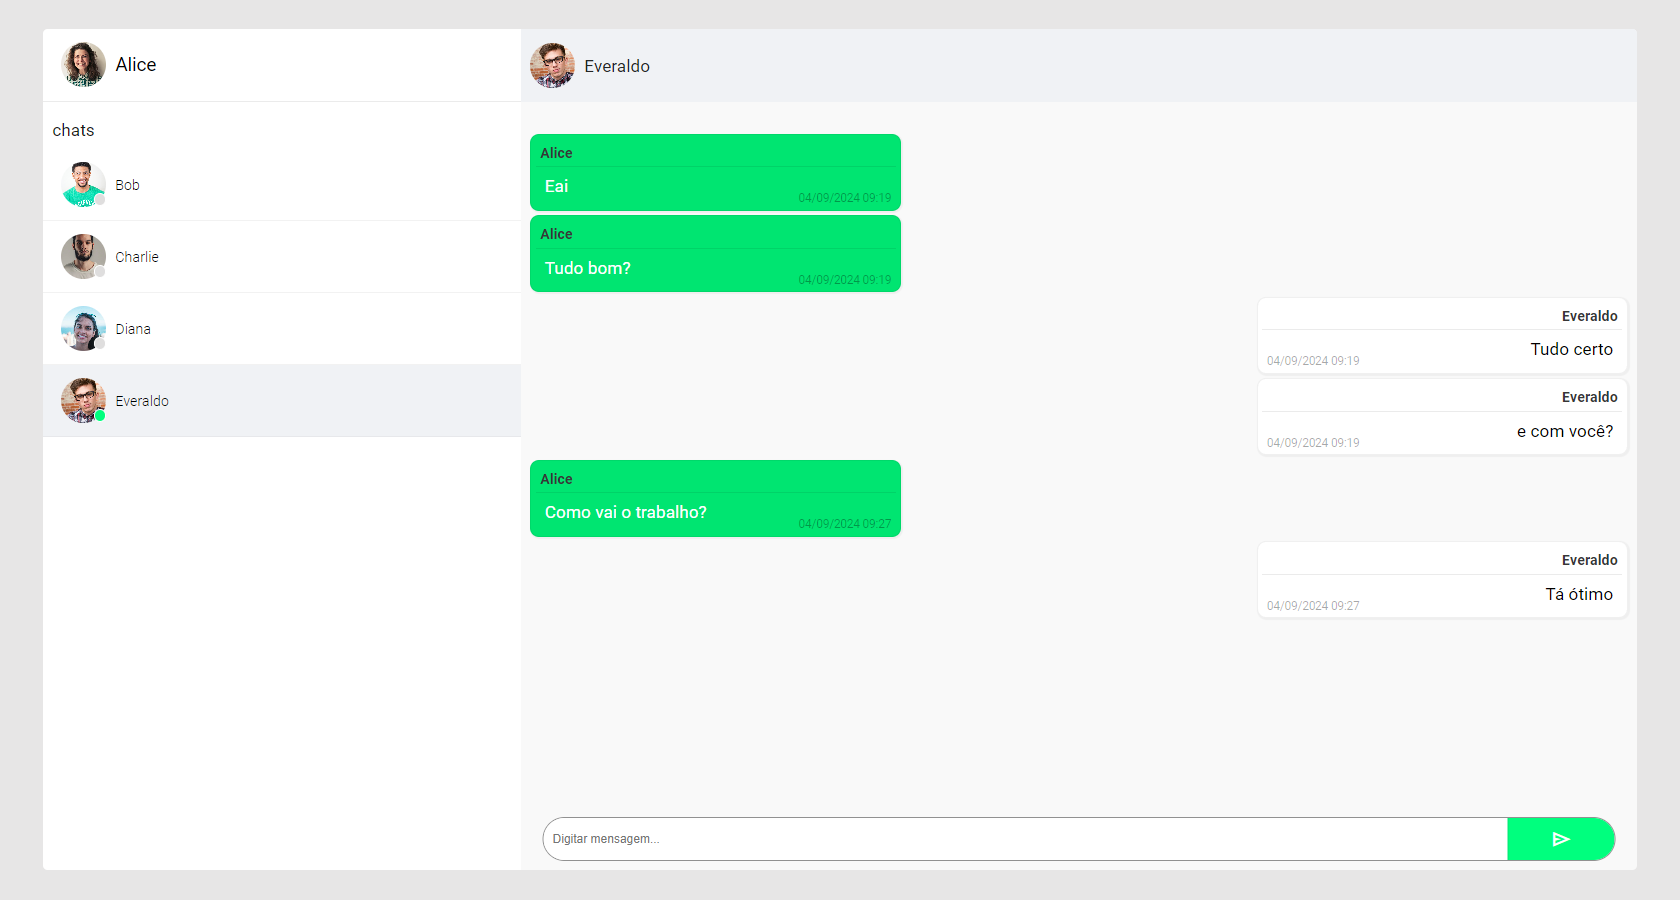 Alice
Everaldo
chats
Bob
Charlie
Diana
Everaldo
Alice
Eai
04/09/2024 09:19
Alice
Tudo bom?
04/09/2024 09:19
Everaldo
Tudo certo
04/09/2024 09:19
Everaldo
e com você?
04/09/2024 09:19
Alice
Como vai o trabalho?
04/09/2024 09:27
Everaldo
Tá ótimo
04/09/2024 09:27
Digitar mensagem...